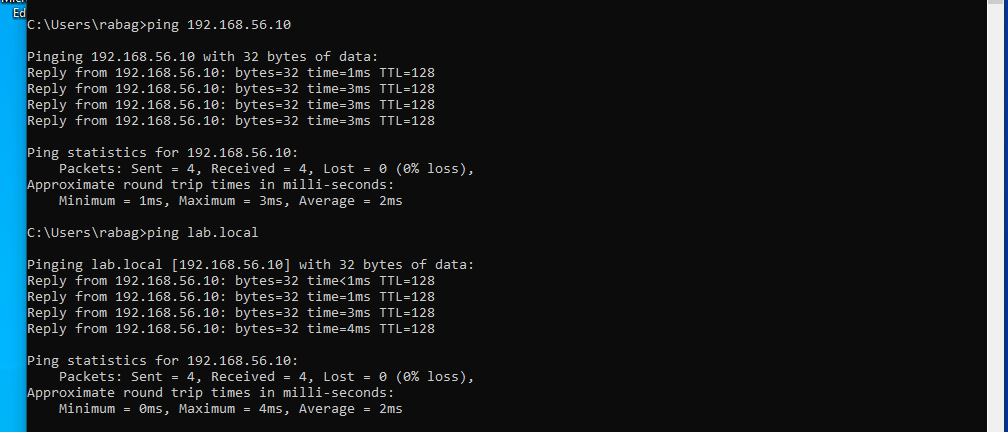 Ed
C:\Users\rabag>ping 192.168.56.10
Pinging 192.168.56.10 with 32 bytes of data:
Reply from 192.168.56.10: bytes=32 time=1ms TTL=128
Reply from 192.168.56.10: bytes=32 time=3ms TTL=128
Reply from 192.168.56.10: bytes=32 time=3ms TTL=128
Reply from 192.168.56.10: bytes=32 time=3ms TTL=128
Ping statistics for 192.168.56.10:
    Packets: Sent = 4, Received = 4, Lost = 0 (0% loss),
Approximate round trip times in milli-seconds:
    Minimum = 1ms, Maximum = 3ms, Average = 2ms
C:\Users\rabag>ping lab.local
Pinging lab.local [192.168.56.10] with 32 bytes of data:
Reply from 192.168.56.10: bytes=32 time<1ms TTL=128
Reply from 192.168.56.10: bytes=32 time=1ms TTL=128
Reply from 192.168.56.10: bytes=32 time=3ms TTL=128
Reply from 192.168.56.10: bytes=32 time=4ms TTL=128
Ping statistics for 192.168.56.10:
    Packets: Sent = 4, Received = 4, Lost = 0 (0% loss),
Approximate round trip times in milli-seconds:
    Minimum = 0ms, Maximum = 4ms, Average = 2ms